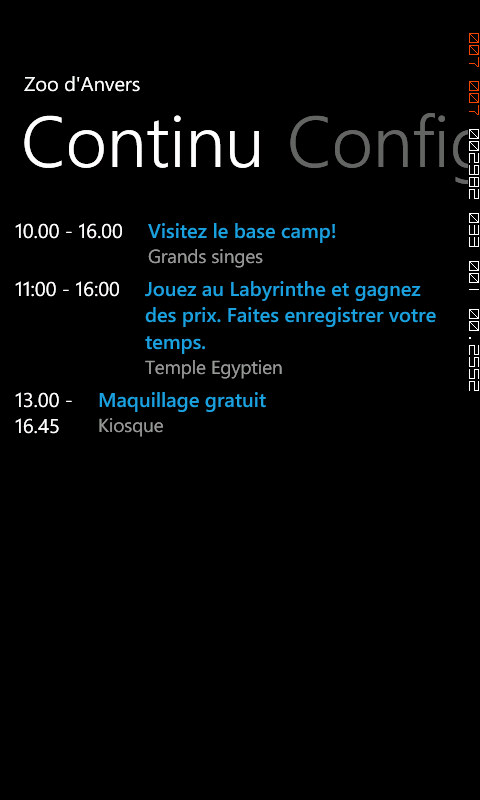 Zoo d'Anvers
Continu Config
10.00 - 16.00 Visitez le base camp!
Grands singes
11:00 - 16:00 Jouez au Labyrinthe et gagnez
des prix. Faites enregistrer votre
temps.
Temple Egyptien
13.00 - Maquillage gratuit
16.45 Kiosque
007 007 028620 033 001 00.2552